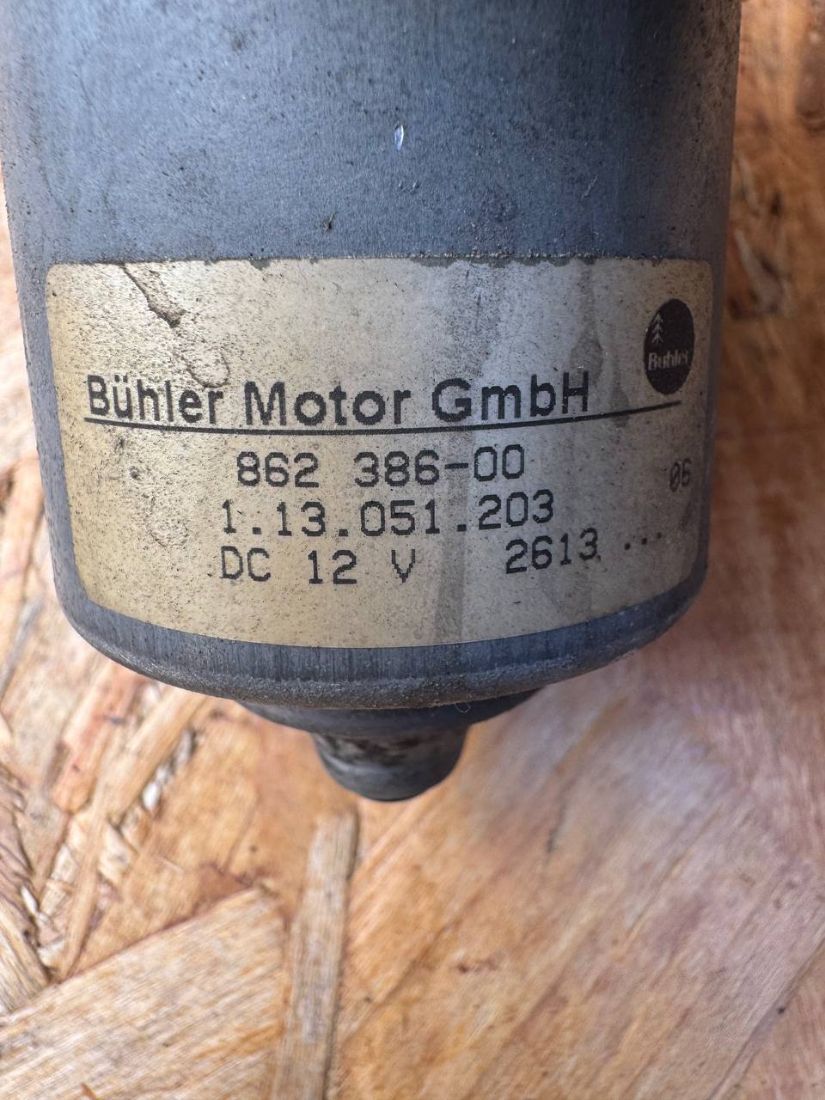 Bühler
Bühler Motor GmbH
862 386-00 06
1.13.051.203
DC 12 V 2613 ...